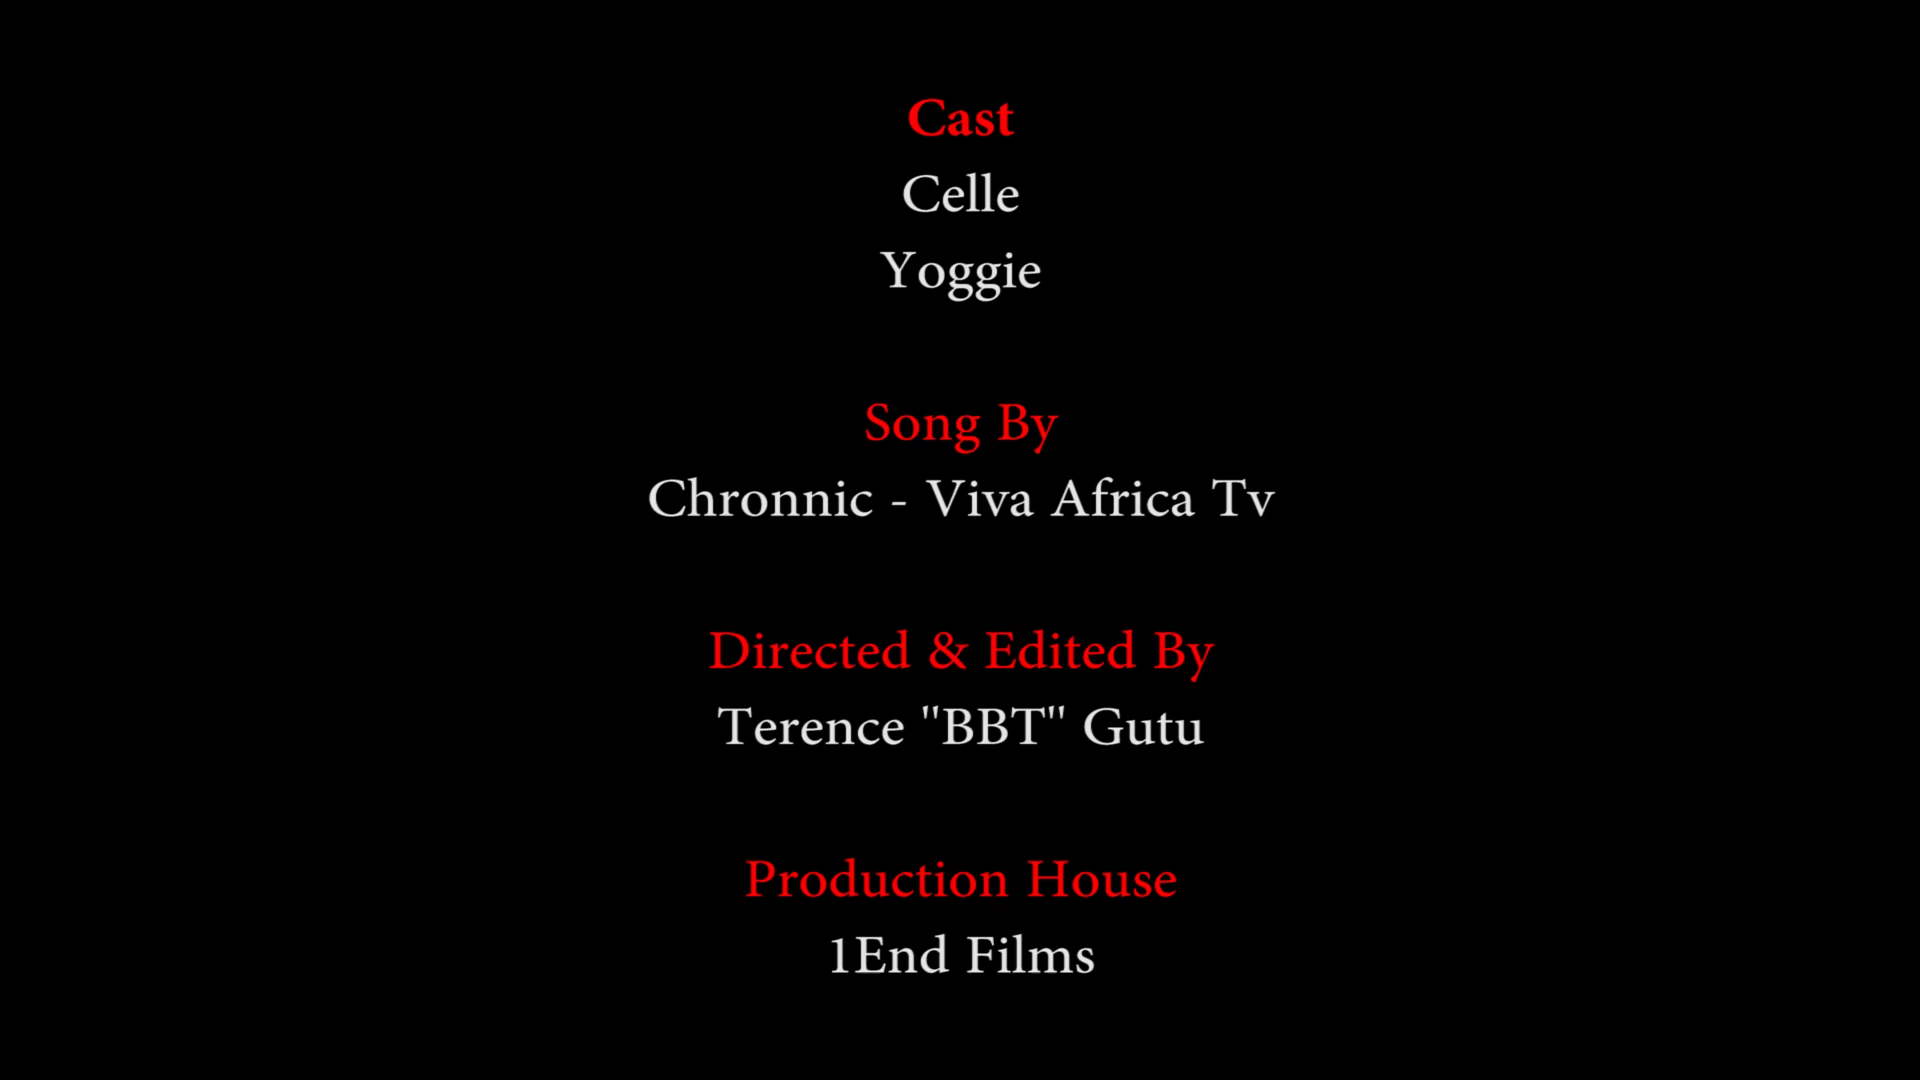 Cast
Celle
Yoggie
Song By
Chronnic - Viva Africa Tv
Directed & Edited By
Terence "BBT" Gutu
Production House
1End Films